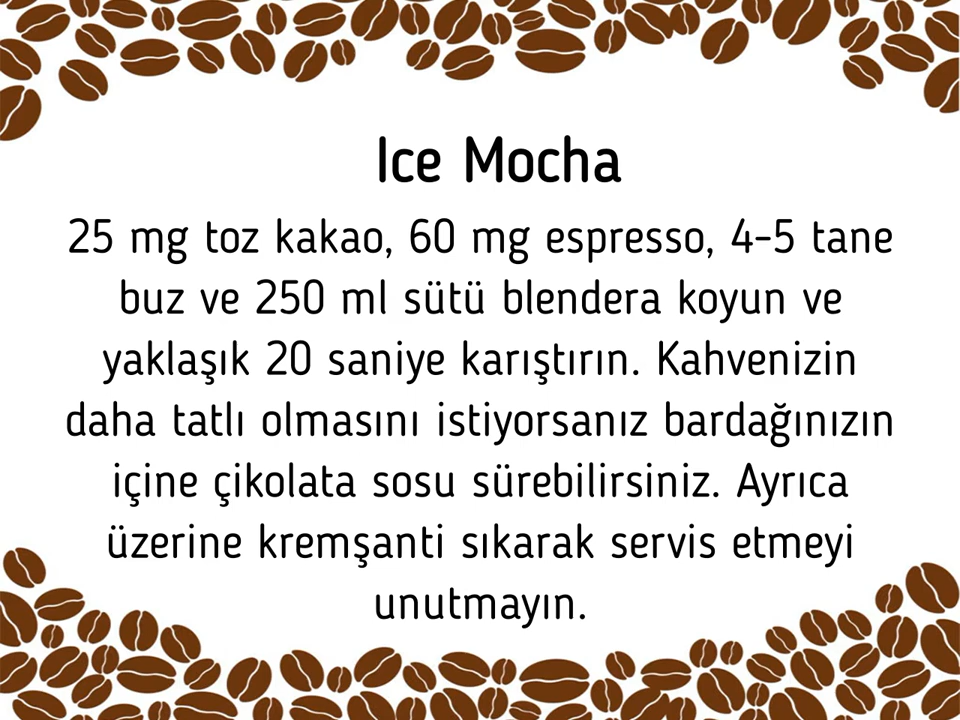 Ice Mocha
25 mg toz kakao, 60 mg espresso, 4-5 tane
buz ve 250 ml sütü blendera koyun ve
yaklaşık 20 saniye karıştırın. Kahvenizin
daha tatlı olmasını istiyorsanız bardağınızın
içine çikolata sosu sürebilirsiniz. Ayrıca
üzerine kremşanti sıkarak servis etmeyi
unutmayın.